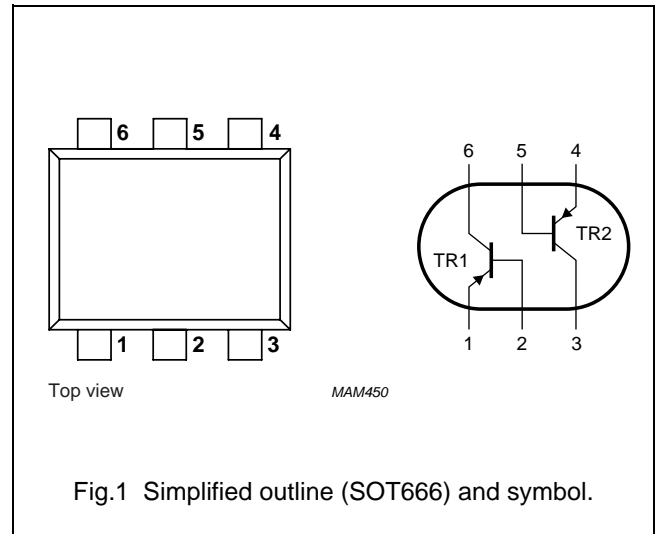 6 5 4
1 2 3
Top view
6 5 4
TR1 TR2
1 2 3
MAM450
Fig.1 Simplified outline (SOT666) and symbol.